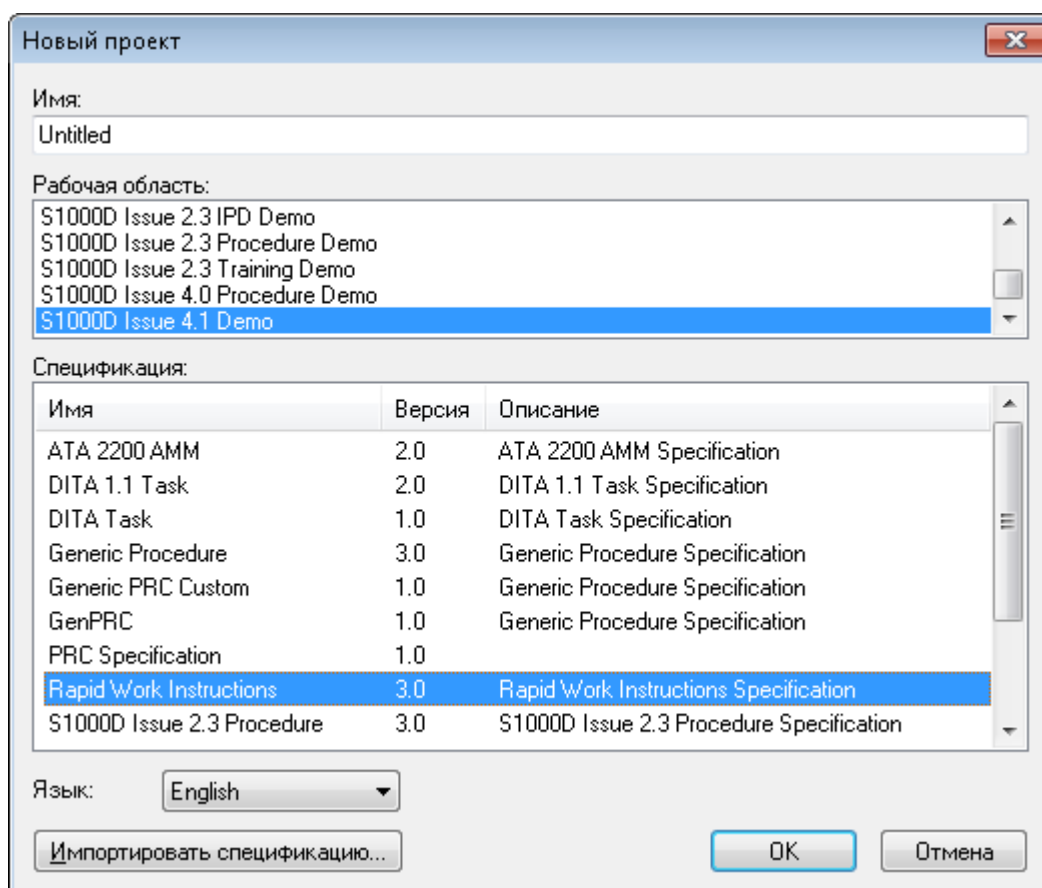 Новый проект
Имя:
Untitled
Рабочая область:
S1000D Issue 2.3 IPD Demo
S1000D Issue 2.3 Procedure Demo
S1000D Issue 2.3 Training Demo
S1000D Issue 4.0 Procedure Demo
S1000D Issue 4.1 Demo
Спецификация:
Имя Версия Описание
ATA 2200 AMM 2.0 ATA 2200 AMM Specification
DITA 1.1 Task 2.0 DITA 1.1 Task Specification
DITA Task 1.0 DITA Task Specification
Generic Procedure 3.0 Generic Procedure Specification
Generic PRC Custom 1.0 Generic Procedure Specification
GenPRC 1.0 Generic Procedure Specification
PRC Specification 1.0
Rapid Work Instructions 3.0 Rapid Work Instructions Specification
S1000D Issue 2.3 Procedure 3.0 S1000D Issue 2.3 Procedure Specification
Язык: English
Импортировать спецификацию... OK Отмена